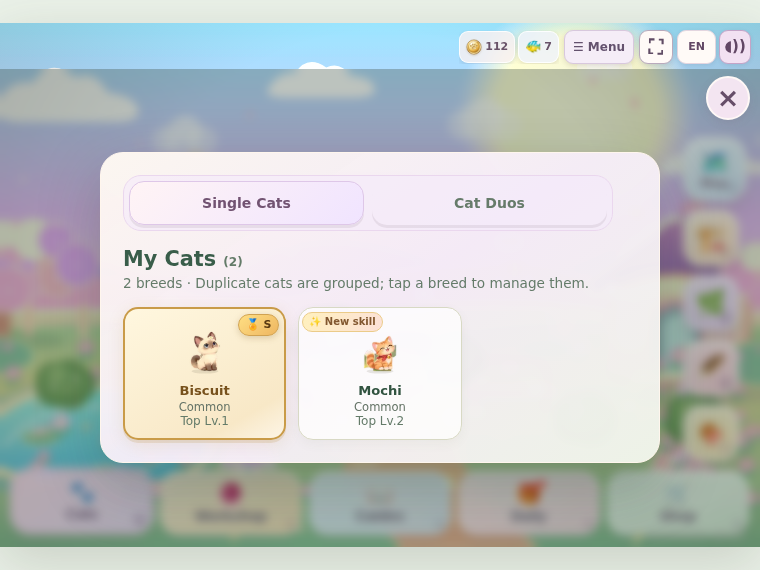 112
7
☰ Menu
EN
Single Cats
Cat Duos
My Cats (2)
2 breeds · Duplicate cats are grouped; tap a breed to manage them.
S
Biscuit
Common
Top Lv.1
✨ New skill
Mochi
Common
Top Lv.2